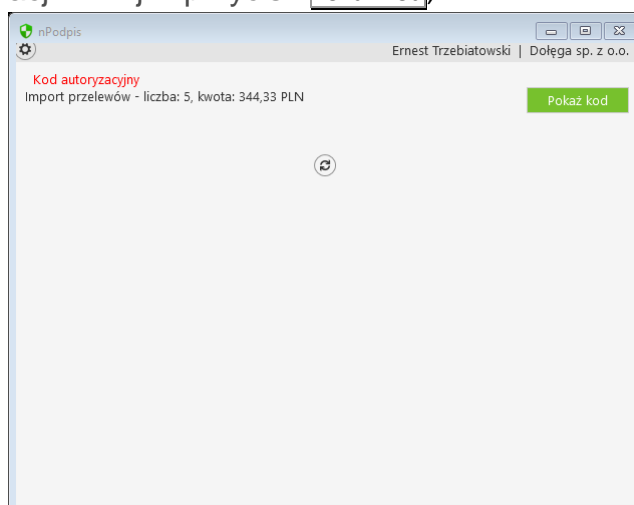 nPodpis
Ernest Trzebiatowski | Dołęga sp. z o.o.
Kod autoryzacyjny
Import przelewów - liczba: 5, kwota: 344,33 PLN
Pokaż kod